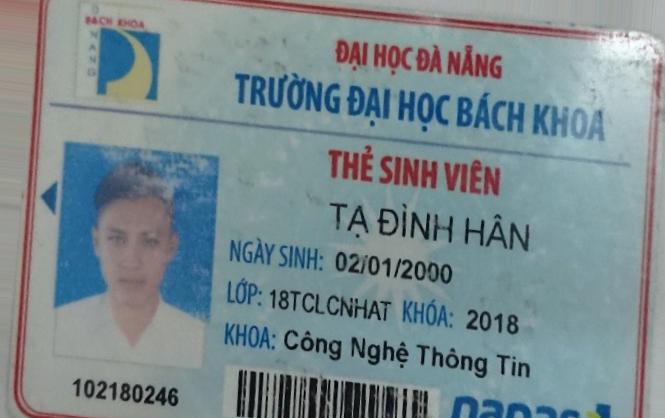 BÁCH KHOA
ĐÀ NẴNG
ĐẠI HỌC ĐÀ NẴNG
TRƯỜNG ĐẠI HỌC BÁCH KHOA
THẺ SINH VIÊN
TẠ ĐÌNH HÂN
NGÀY SINH: 02/01/2000
LỚP: 18TCLCNHAT KHÓA: 2018
KHOA: Công Nghệ Thông Tin
102180246